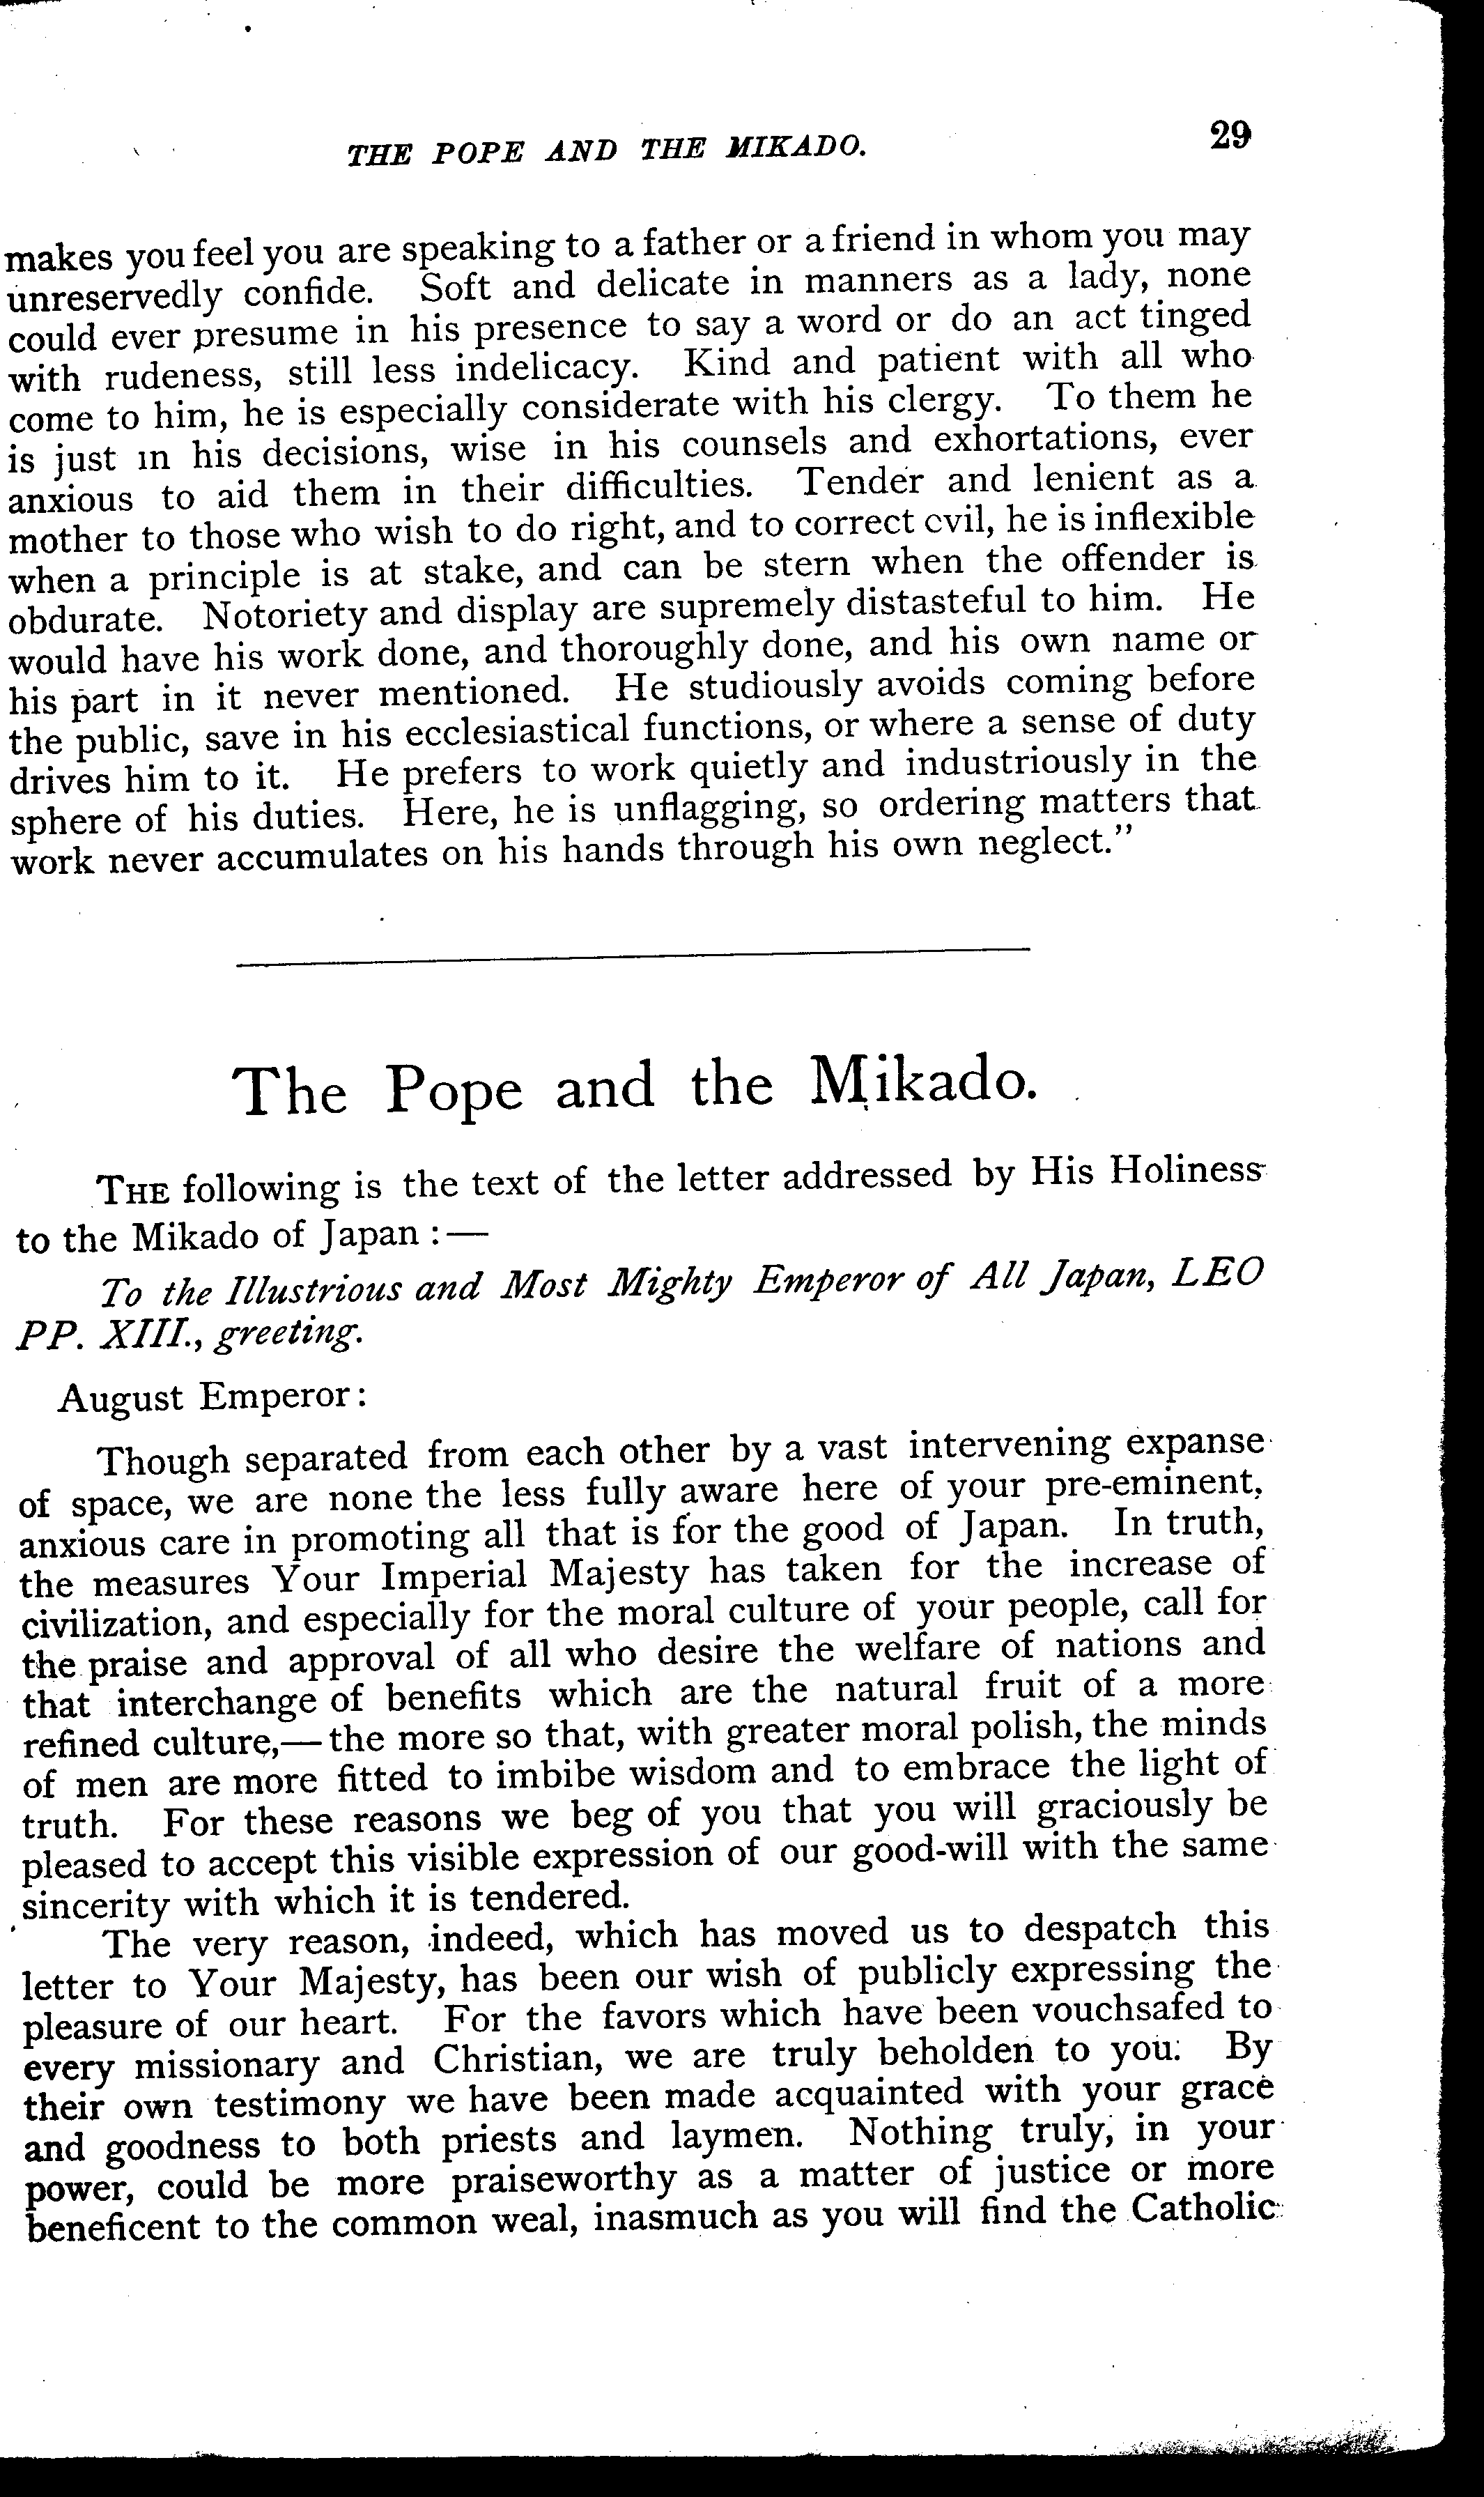 THE POPE AND THE MIKADO. 29
makes you feel you are speaking to a father or a friend in whom you may
unreservedly confide. Soft and delicate in manners as a lady, none
could ever presume in his presence to say a word or do an act tinged
with rudeness, still less indelicacy. Kind and patient with all who
come to him, he is especially considerate with his clergy. To them he
is just in his decisions, wise in his counsels and exhortations, ever
anxious to aid them in their difficulties. Tender and lenient as a
mother to those who wish to do right, and to correct evil, he is inflexible
when a principle is at stake, and can be stern when the offender is
obdurate. Notoriety and display are supremely distasteful to him. He
would have his work done, and thoroughly done, and his own name or
his part in it never mentioned. He studiously avoids coming before
the public, save in his ecclesiastical functions, or where a sense of duty
drives him to it. He prefers to work quietly and industriously in the
sphere of his duties. Here, he is unflagging, so ordering matters that
work never accumulates on his hands through his own neglect.”
The Pope and the Mikado.
THE following is the text of the letter addressed by His Holiness
to the Mikado of Japan :—
To the Illustrious and Most Mighty Emperor of All Japan, LEO
PP. XIII., greeting.
August Emperor:
Though separated from each other by a vast intervening expanse
of space, we are none the less fully aware here of your pre-eminent,
anxious care in promoting all that is for the good of Japan. In truth,
the measures Your Imperial Majesty has taken for the increase of
civilization, and especially for the moral culture of your people, call for
the praise and approval of all who desire the welfare of nations and
that interchange of benefits which are the natural fruit of a more
refined culture,—the more so that, with greater moral polish, the minds
of men are more fitted to imbibe wisdom and to embrace the light of
truth. For these reasons we beg of you that you will graciously be
pleased to accept this visible expression of our good-will with the same
sincerity with which it is tendered.
The very reason, indeed, which has moved us to despatch this
letter to Your Majesty, has been our wish of publicly expressing the
pleasure of our heart. For the favors which have been vouchsafed to
every missionary and Christian, we are truly beholden to you. By
their own testimony we have been made acquainted with your grace
and goodness to both priests and laymen. Nothing truly, in your
power, could be more praiseworthy as a matter of justice or more
beneficent to the common weal, inasmuch as you will find the Catholic